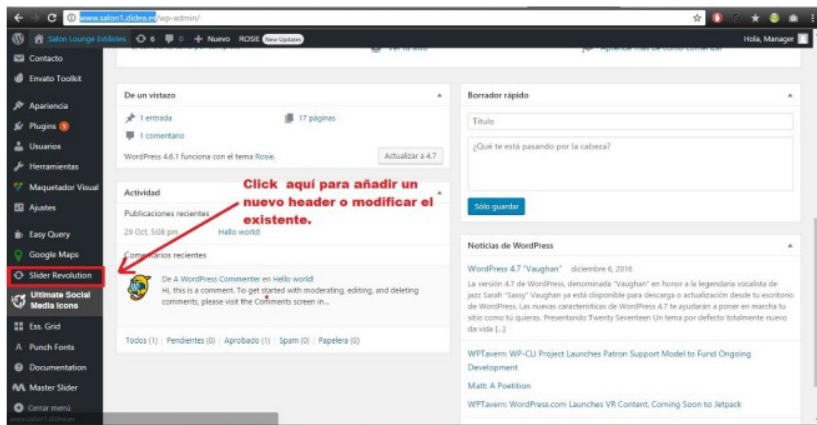 www.salon1.didea.es/wp-admin/
Salon Lounge Estilistes 6 0 + Nuevo ROSIE New Updates Hola, Manager
Contacto
Envato Toolkit
Apariencia
Plugins
Usuarios
Herramientas
Maquetador Visual
Ajustes
Easy Query
Google Maps
Slider Revolution
Ultimate Social
Media Icons
Ess. Grid
Punch Fonts
Documentation
Master Slider
Cerrar menú
De un vistazo
1 entrada 17 páginas
1 comentario
WordPress 4.6.1 funciona con el tema Rosie. Actualizar a 4.7
Click aquí para añadir un
nuevo header o modificar el
existente.
Actividad
Publicaciones recientes
29 Oct, 5:08 pm Hello world!
Comentarios recientes
De A WordPress Commenter en Hello world!
Hi, this is a comment. To get started with moderating, editing, and deleting
comments, please visit the Comments screen in...
Todos (1) | Pendientes (0) | Aprobado (1) | Spam (0) | Papelera (0)
Borrador rápido
Título
¿Qué te está pasando por la cabeza?
Sólo guardar
Noticias de WordPress
WordPress 4.7 "Vaughan" diciembre 6, 2016
La versión 4.7 de WordPress, denominada "Vaughan" en honor a la legendaria vocalista de
jazz Sarah "Sassy" Vaughan ya está disponible para descarga o actualización desde tu escritorio
de WordPress. Las nuevas características de WordPress 4.7 te ayudarán a poner en marcha tu
sitio como tú quieras. Presentando Twenty Seventeen Un tema por defecto totalmente nuevo
da vida [...]
WPTavern: WP-CLI Project Launches Patron Support Model to Fund Ongoing
Development
Matt: A Poetition
WPTavern: WordPress.com Launches VR Content, Coming Soon to Jetpack